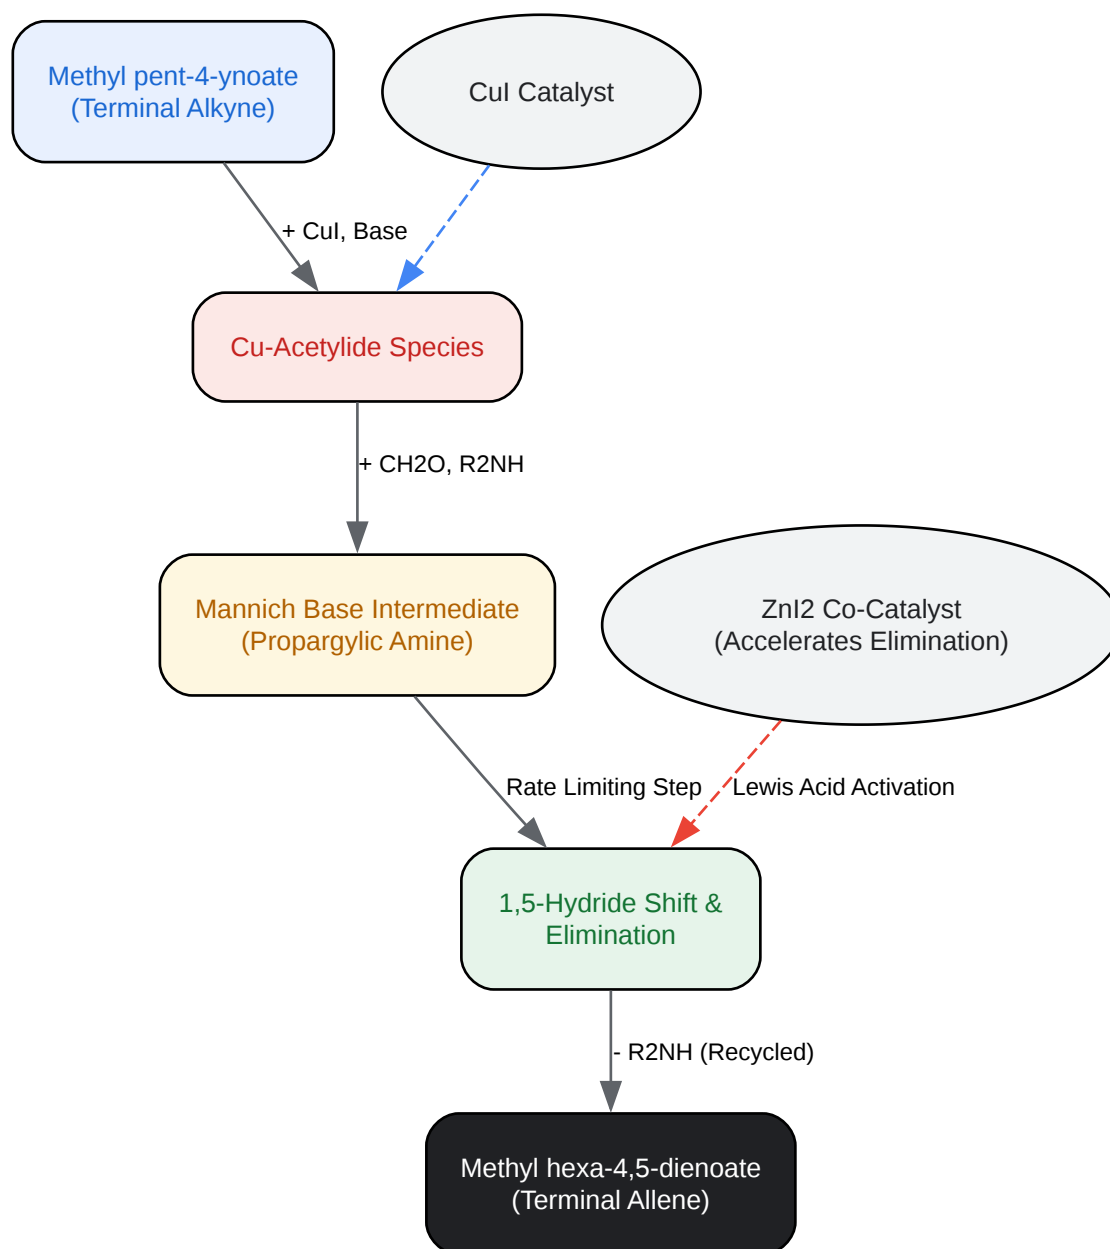 Methyl pent-4-ynoate
(Terminal Alkyne)
CuI Catalyst
+ CuI, Base
Cu-Acetylide Species
+ CH2O, R2NH
Mannich Base Intermediate
(Propargylic Amine)
ZnI2 Co-Catalyst
(Accelerates Elimination)
Rate Limiting Step
Lewis Acid Activation
1,5-Hydride Shift &
Elimination
- R2NH (Recycled)
Methyl hexa-4,5-dienoate
(Terminal Allene)